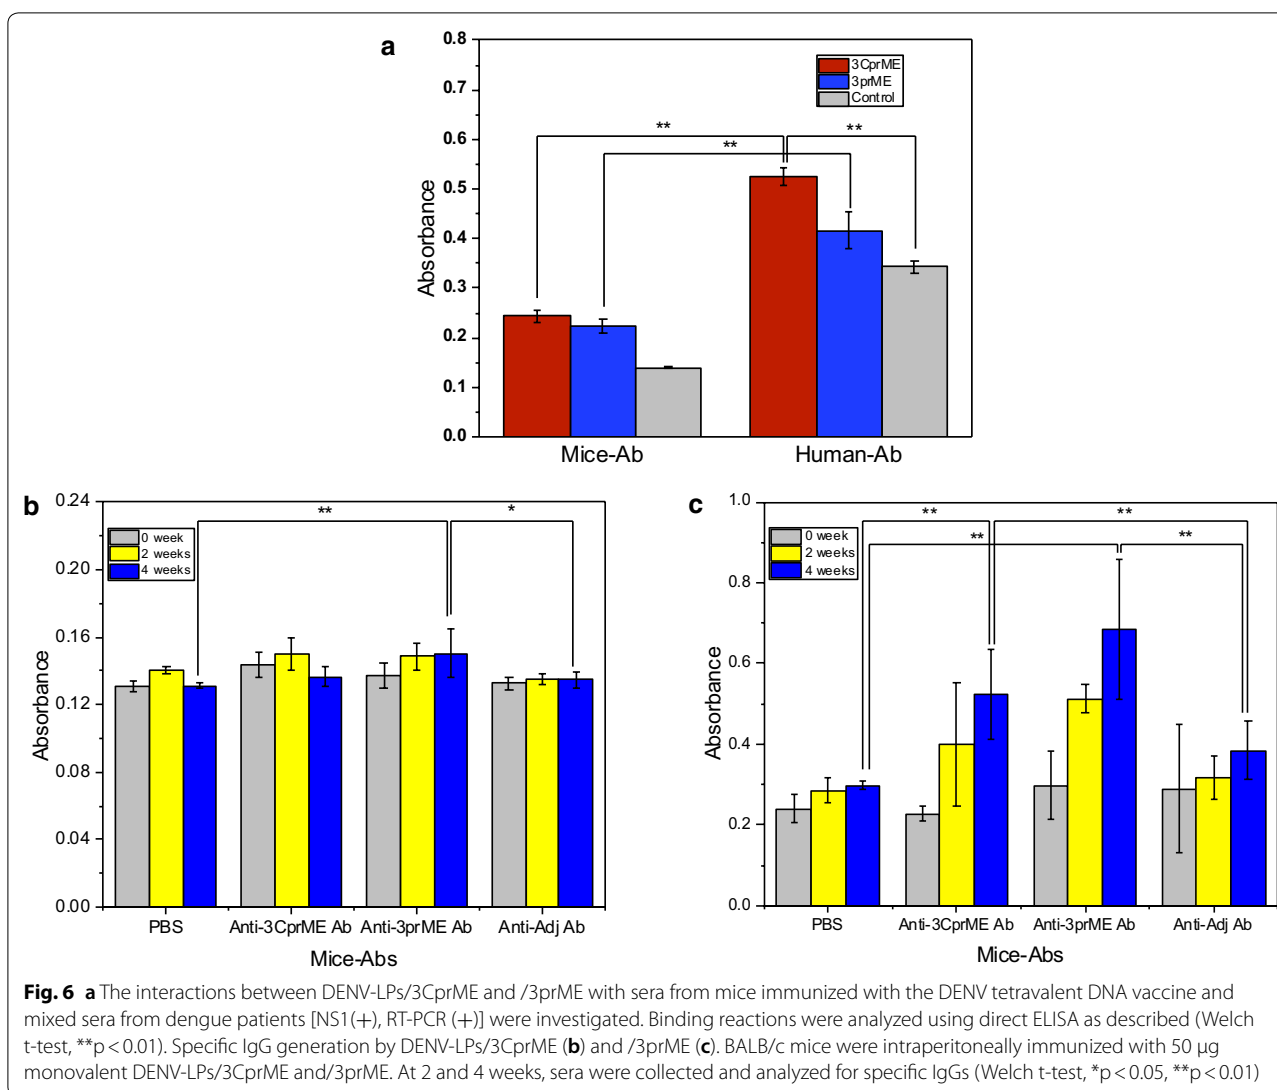 a
0.8
0.7
0.6
0.5
0.4
0.3
0.2
0.1
0.0
Absorbance
3CprME
3prME
Control
** ** **
Mice-Ab Human-Ab
b
0.24
0.20
0.16
0.12
0.08
0.04
0.00
Absorbance
0 week
2 weeks
4 weeks
** *
PBS Anti-3CprME Ab Anti-3prME Ab Anti-Adj Ab
Mice-Abs
c
1.0
0.8
0.6
0.4
0.2
0.0
Absorbance
0 week
2 weeks
4 weeks
** **
** **
PBS Anti-3CprME Ab Anti-3prME Ab Anti-Adj Ab
Mice-Abs
Fig. 6 a The interactions between DENV-LPs/3CprME and /3prME with sera from mice immunized with the DENV tetravalent DNA vaccine and
mixed sera from dengue patients [NS1(+), RT-PCR (+)] were investigated. Binding reactions were analyzed using direct ELISA as described (Welch
t-test, **p < 0.01). Specific IgG generation by DENV-LPs/3CprME (b) and /3prME (c). BALB/c mice were intraperitoneally immunized with 50 µg
monovalent DENV-LPs/3CprME and/3prME. At 2 and 4 weeks, sera were collected and analyzed for specific IgGs (Welch t-test, *p < 0.05, **p < 0.01)